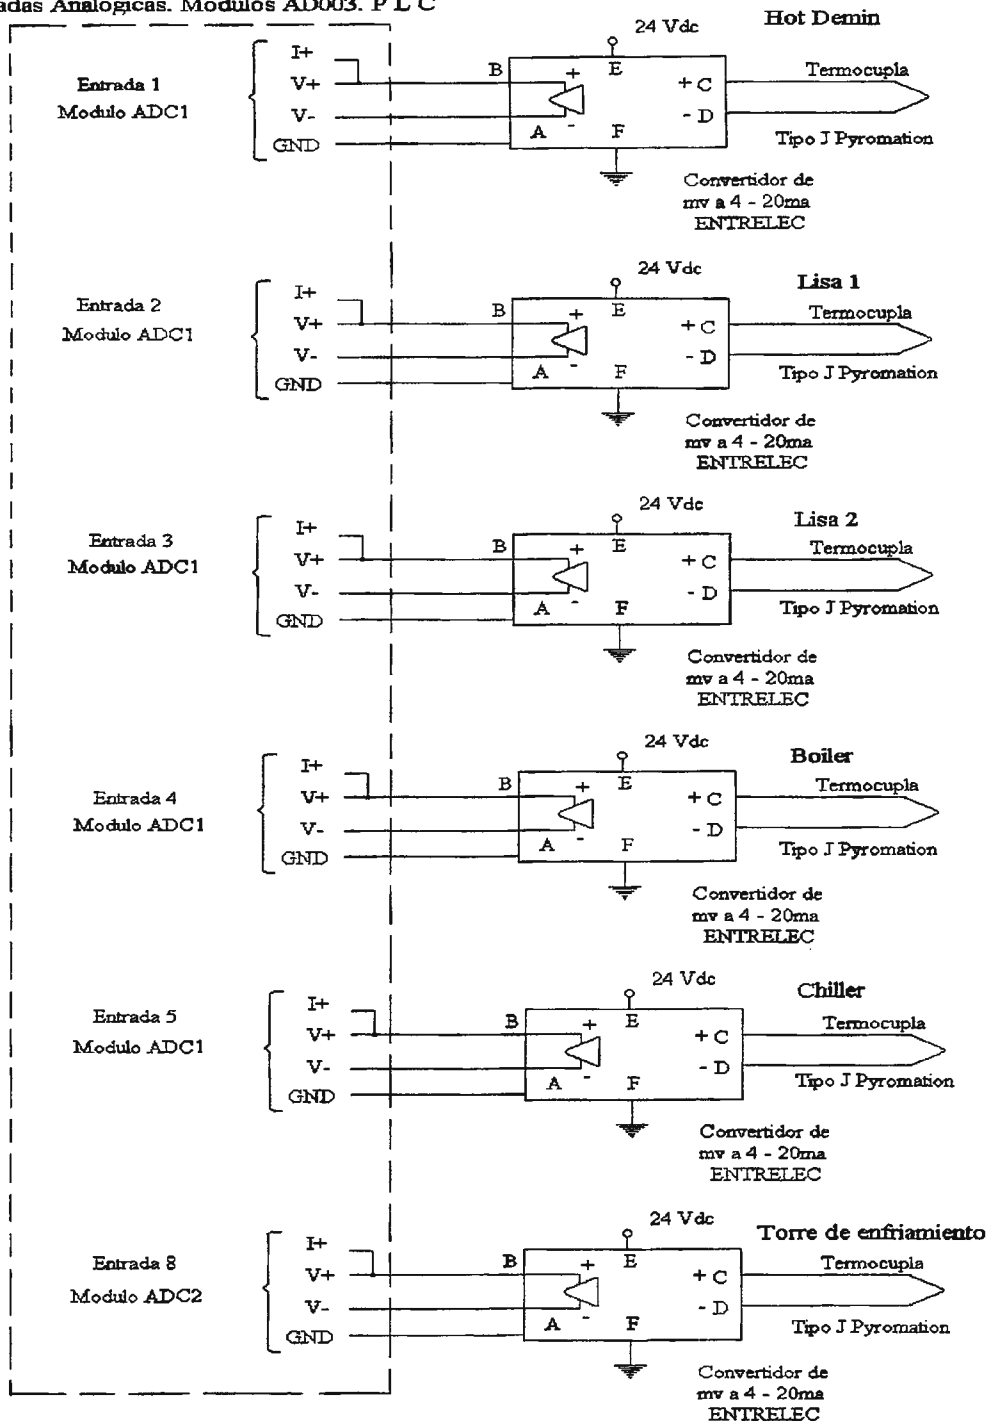 adas Analogicas. Modulos AD003. P L C
Hot Demin
24 Vdc
I+
Entrada 1
V+
B
+
E
+ C
Termocupla
Modulo ADC1
V-
A
-
F
- D
GND
Tipo J Pyromation
Convertidor de
mv a 4 - 20ma
ENTRELEC
24 Vdc
Lisa 1
I+
Entrada 2
V+
B
+
E
+ C
Termocupla
Modulo ADC1
V-
A
-
F
- D
GND
Tipo J Pyromation
Convertidor de
mv a 4 - 20ma
ENTRELEC
24 Vdc
Lisa 2
I+
Entrada 3
V+
B
+
E
+ C
Termocupla
Modulo ADC1
V-
A
-
F
- D
GND
Tipo J Pyromation
Convertidor de
mv a 4 - 20ma
ENTRELEC
24 Vdc
Boiler
I+
Entrada 4
V+
B
+
E
+ C
Termocupla
Modulo ADC1
V-
A
-
F
- D
GND
Tipo J Pyromation
Convertidor de
mv a 4 - 20ma
ENTRELEC
24 Vdc
Chiller
I+
Entrada 5
V+
B
+
E
+ C
Termocupla
Modulo ADC1
V-
A
-
F
- D
GND
Tipo J Pyromation
Convertidor de
mv a 4 - 20ma
ENTRELEC
24 Vdc
Torre de enfriamiento
I+
Entrada 8
V+
B
+
E
+ C
Termocupla
Modulo ADC2
V-
A
-
F
- D
GND
Tipo J Pyromation
Convertidor de
mv a 4 - 20ma
ENTRELEC